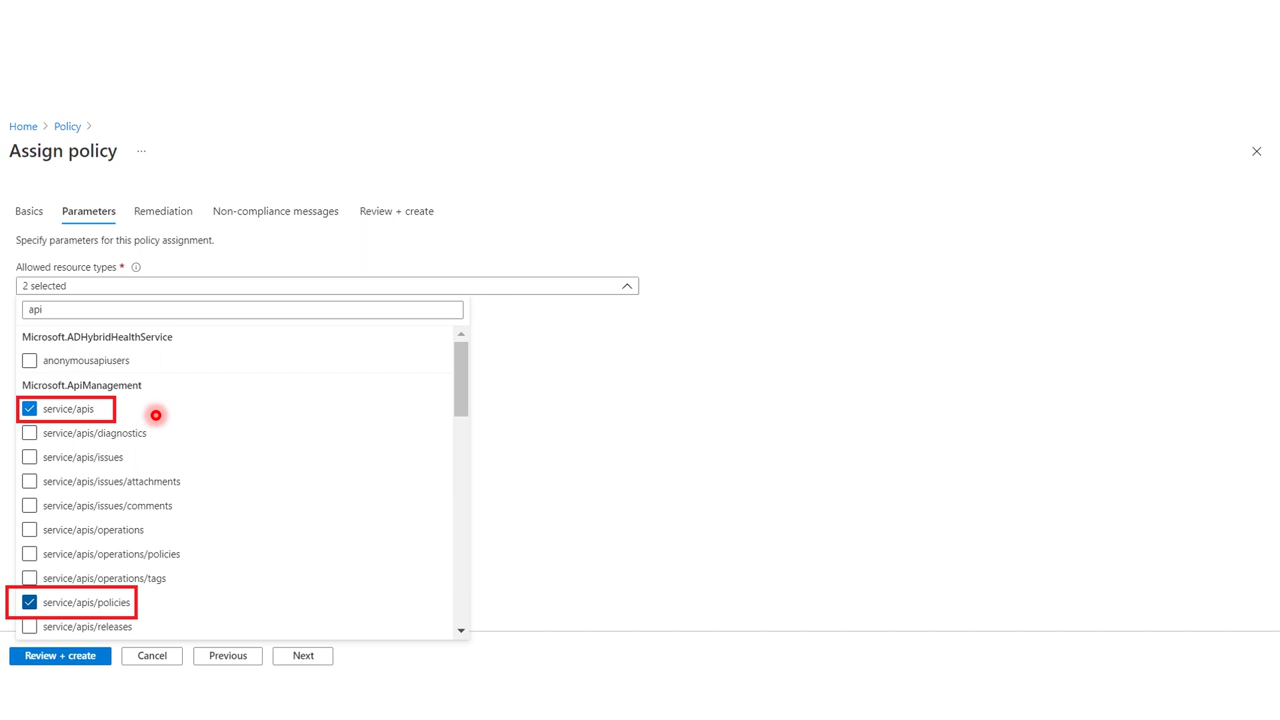 Home > Policy >
Assign policy ...
Basics Parameters Remediation Non-compliance messages Review + create
Specify parameters for this policy assignment.
Allowed resource types *
2 selected
api
Microsoft.ADHybridHealthService
anonymousapiusers
Microsoft.ApiManagement
service/apis
service/apis/diagnostics
service/apis/issues
service/apis/issues/attachments
service/apis/issues/comments
service/apis/operations
service/apis/operations/policies
service/apis/operations/tags
service/apis/policies
service/apis/releases
Review + create Cancel Previous Next